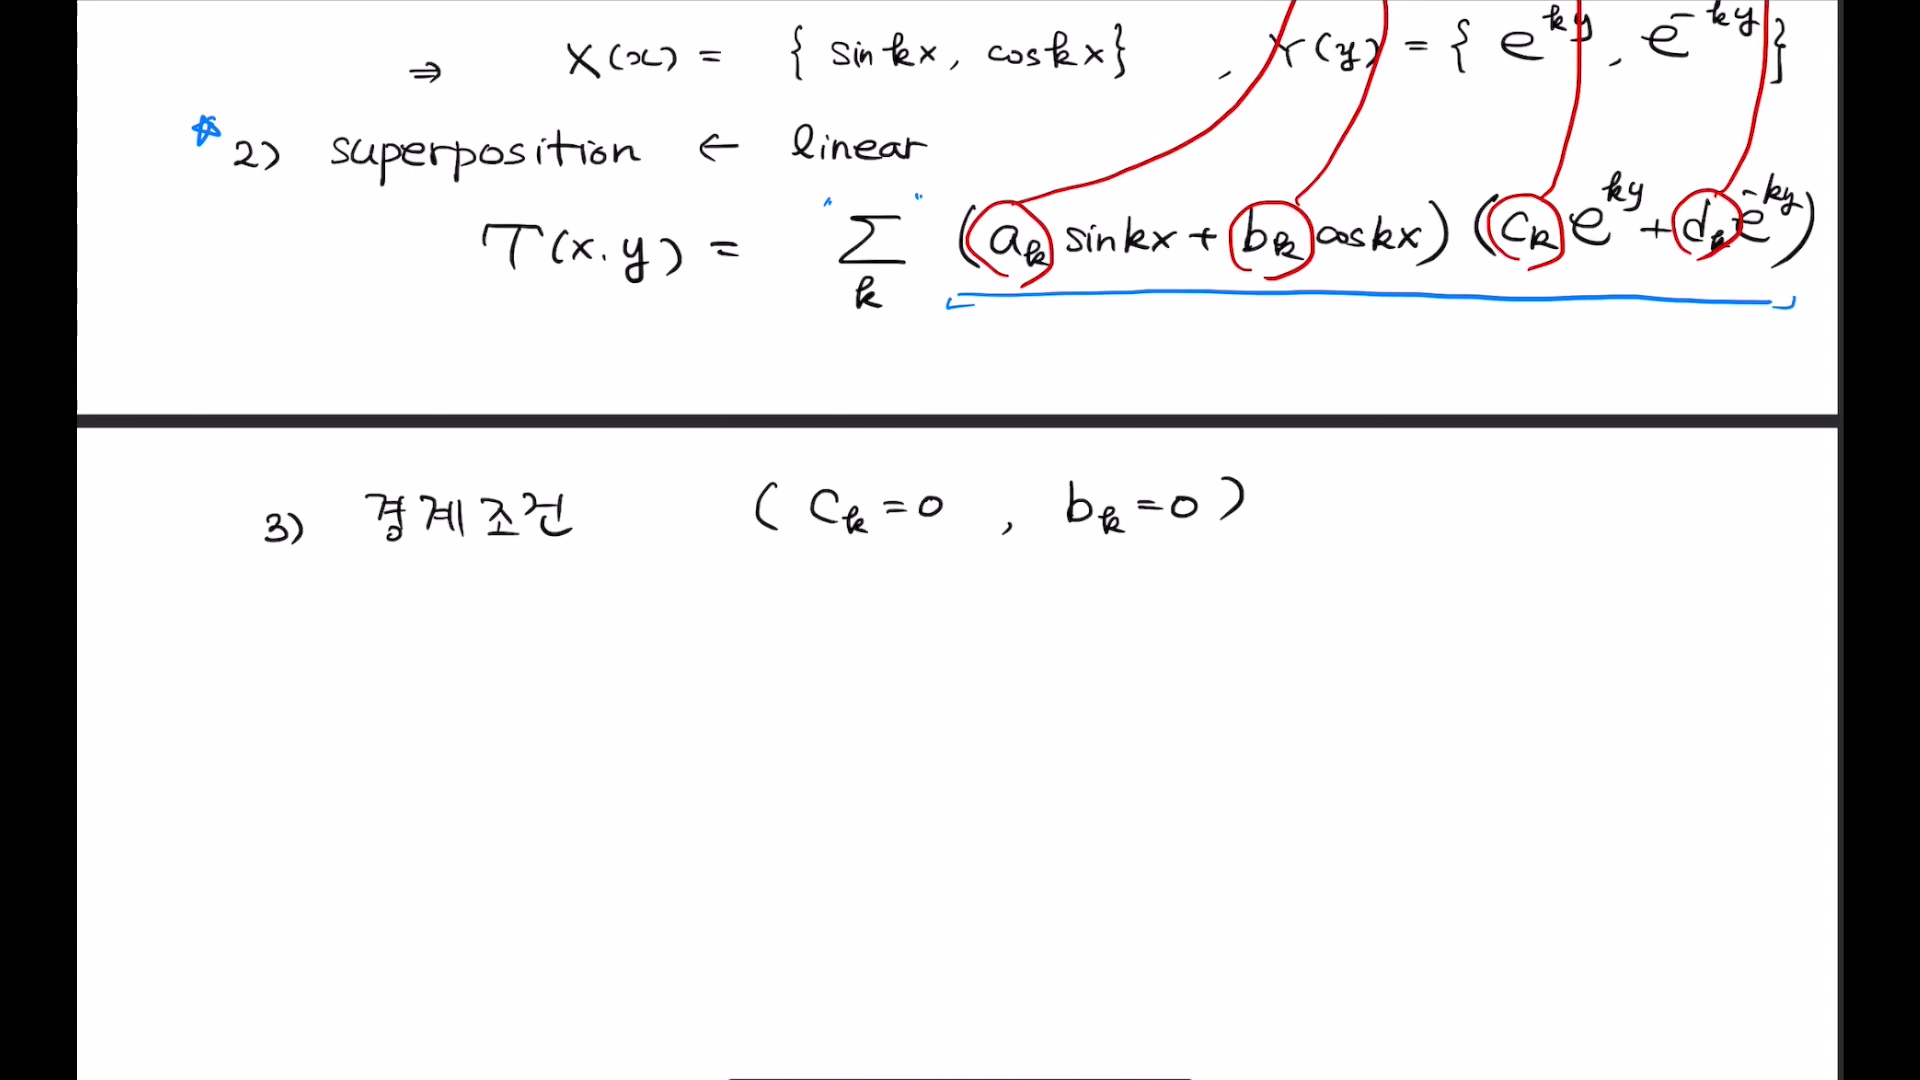 ⇒ X(x) = { sin kx, cos kx } , Y(y) = { e^{ky}, e^{-ky} }
☆ 2) superposition ← linear
T(x.y) = " Σ_k " (a_k sin kx + b_k cos kx) (c_k e^{ky} + d_k e^{-ky})
3) 경계조건 ( c_k = 0 , b_k = 0 )